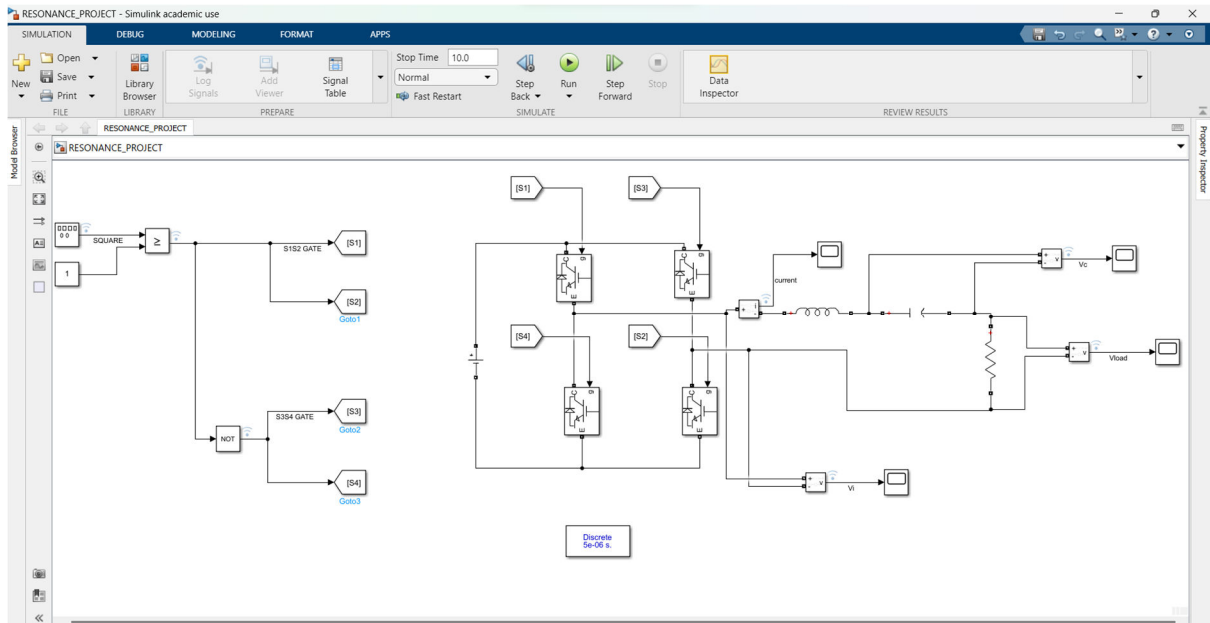 RESONANCE_PROJECT - Simulink academic use
SIMULATION DEBUG MODELING FORMAT APPS
New
Open
Save
Print
FILE
Library Browser
LIBRARY
Log Signals
Add Viewer
Signal Table
PREPARE
Stop Time 10.0
Normal
Fast Restart
Step Back
Run
Step Forward
Stop
SIMULATE
Data Inspector
REVIEW RESULTS
Model Browser
RESONANCE_PROJECT
RESONANCE_PROJECT
Property Inspector
[S1]
[S3]
SQUARE
≥
S1S2 GATE
[S1]
1
[S2]
Goto1
g
C
E
g
C
E
current
i
+
-
+
-
v
Vc
[S4]
[S2]
+
+
-
v
Vload
g
C
E
g
C
E
S3S4 GATE
[S3]
Goto2
NOT
[S4]
Goto3
+
-
v
Vi
Discrete
5e-06 s.